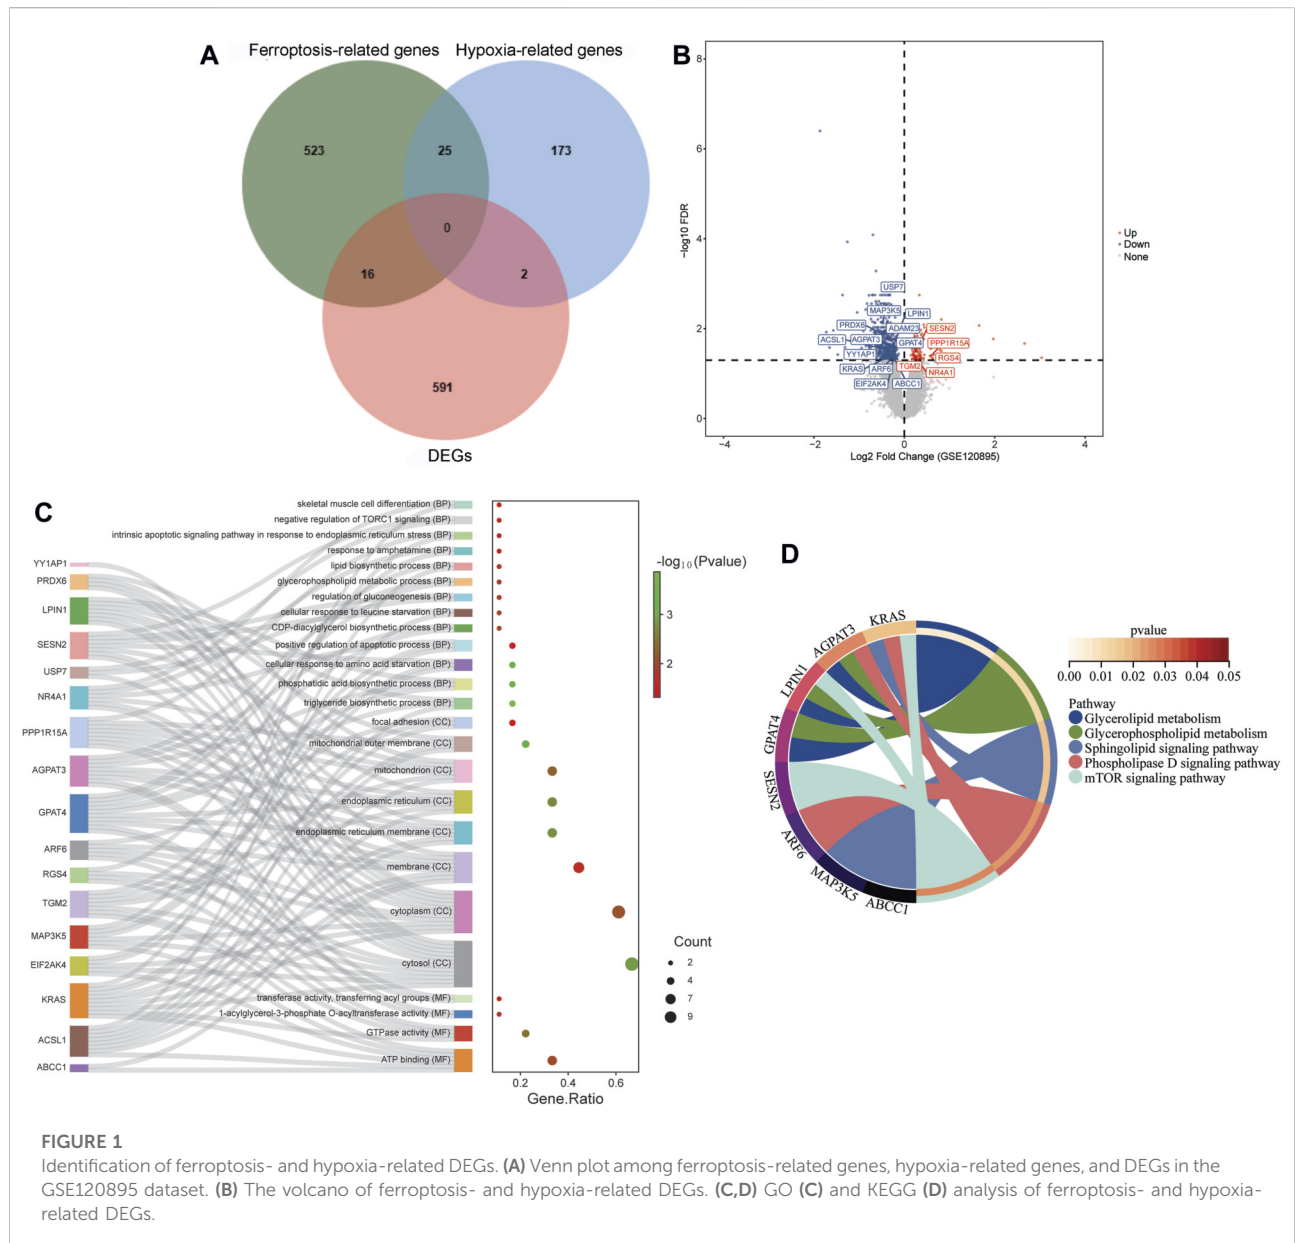 A
Ferroptosis-related genes
Hypoxia-related genes
523
25
173
0
16
2
591
DEGs
B
8
6
4
2
0
−log10 FDR
−4
−2
0
2
4
Log2 Fold Change (GSE120895)
USP7
MAP3K5
LPIN1
PRDX6
ADAM23
SESN2
ACSL1
AGPAT3
GPAT4
PPP1R15A
YY1AP1
RGS4
KRAS
ARF6
TGM2
NR4A1
EIF2AK4
ABCC1
Up
Down
None
C
YY1AP1
PRDX6
LPIN1
SESN2
USP7
NR4A1
PPP1R15A
AGPAT3
GPAT4
ARF6
RGS4
TGM2
MAP3K5
EIF2AK4
KRAS
ACSL1
ABCC1
skeletal muscle cell differentiation (BP)
negative regulation of TORC1 signaling (BP)
intrinsic apoptotic signaling pathway in response to endoplasmic reticulum stress (BP)
response to amphetamine (BP)
lipid biosynthetic process (BP)
glycerophospholipid metabolic process (BP)
regulation of gluconeogenesis (BP)
cellular response to leucine starvation (BP)
CDP-diacylglycerol biosynthetic process (BP)
positive regulation of apoptotic process (BP)
cellular response to amino acid starvation (BP)
phosphatidic acid biosynthetic process (BP)
triglyceride biosynthetic process (BP)
focal adhesion (CC)
mitochondrial outer membrane (CC)
mitochondrion (CC)
endoplasmic reticulum (CC)
endoplasmic reticulum membrane (CC)
membrane (CC)
cytoplasm (CC)
cytosol (CC)
transferase activity, transferring acyl groups (MF)
1-acylglycerol-3-phosphate O-acyltransferase activity (MF)
GTPase activity (MF)
ATP binding (MF)
0.2
0.4
0.6
Gene.Ratio
-log10(Pvalue)
3
2
Count
2
4
7
9
D
KRAS
AGPAT3
LPIN1
GPAT4
SESN2
ARF6
MAP3K5
ABCC1
pvalue
0.00 0.01 0.02 0.03 0.04 0.05
Pathway
Glycerolipid metabolism
Glycerophospholipid metabolism
Sphingolipid signaling pathway
Phospholipase D signaling pathway
mTOR signaling pathway
FIGURE 1
Identification of ferroptosis- and hypoxia-related DEGs. (A) Venn plot among ferroptosis-related genes, hypoxia-related genes, and DEGs in the
GSE120895 dataset. (B) The volcano of ferroptosis- and hypoxia-related DEGs. (C,D) GO (C) and KEGG (D) analysis of ferroptosis- and hypoxia-
related DEGs.